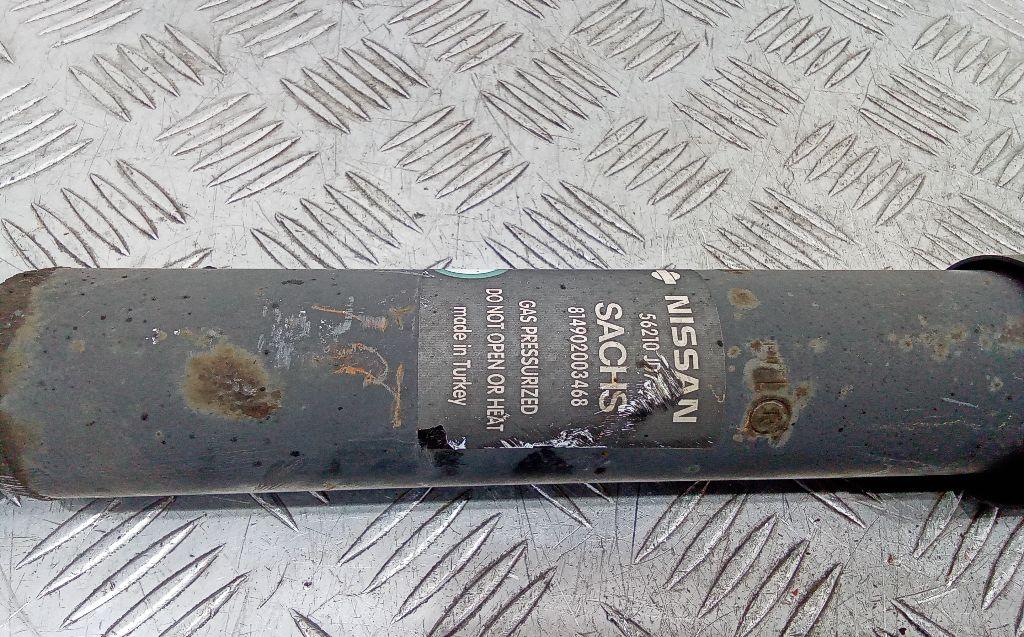 NISSAN
56210
SACHS
814902003468
GAS PRESSURIZED
DO NOT OPEN OR HEAT
made in Turkey